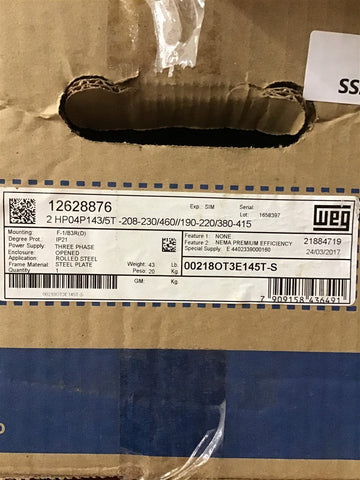 SS
12628876
Exp. SIM
Serial:
Lot: 1658397
2 HP04P143/5T -208-230/460//190-220/380-415
WEG
Mounting: F-1/B3R(D)
Degree Prot.: IP21
Power Supply: THREE PHASE
Enclosure: OPENED
Application: ROLLED STEEL
Frame Material: STEEL PLATE
Quantity:
Weight: 43 Lb.
Peso: 20 Kg.
GM: Kg.
Feature 1 NONE
Feature 2 NEMA PREMIUM EFFICIENCY
Special: E 4402338000160
21884719
24/03/2017
00218OT3E145T-S
00218OT3E145T-S
7 909158 436491